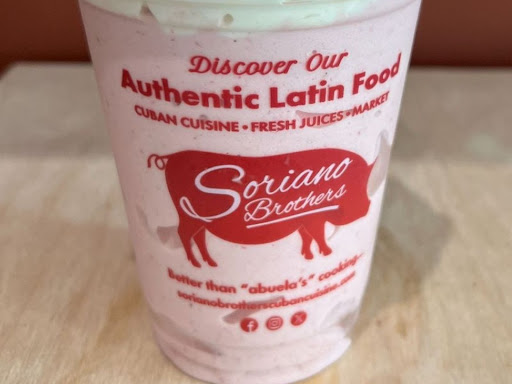 Discover Our
Authentic Latin Food
CUBAN CUISINE • FRESH JUICES • MARKET
Soriano
Brothers
Better than "abuela's" cooking...
sorianobrotherscubancuisine.com